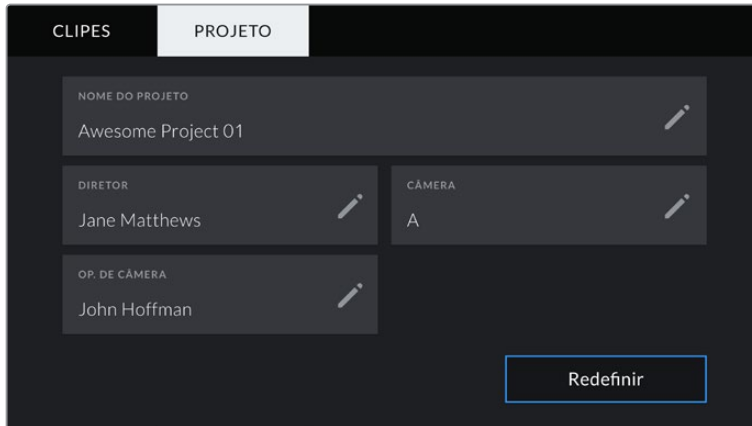 CLIPES PROJETO
NOME DO PROJETO
Awesome Project 01
DIRETOR CÂMERA
Jane Matthews A
OP. DE CÂMERA
John Hoffman
Redefinir